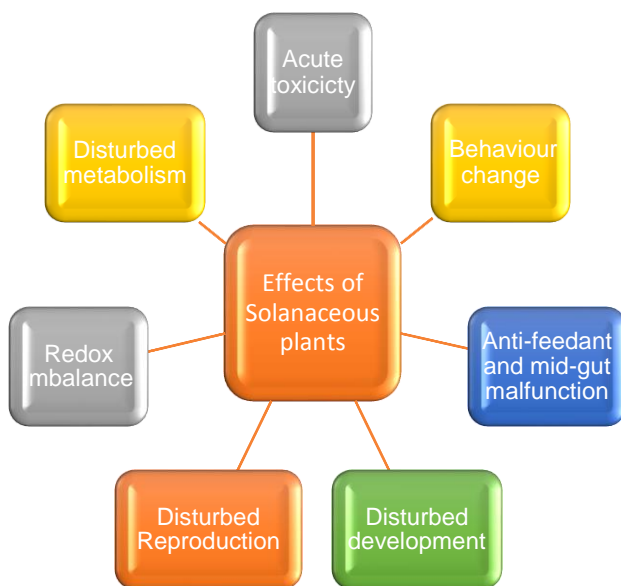 Acute
toxicicty
Disturbed
metabolism
Behaviour
change
Effects of
Solanaceous
plants
Redox
mbalance
Anti-feedant
and mid-gut
malfunction
Disturbed
Reproduction
Disturbed
development